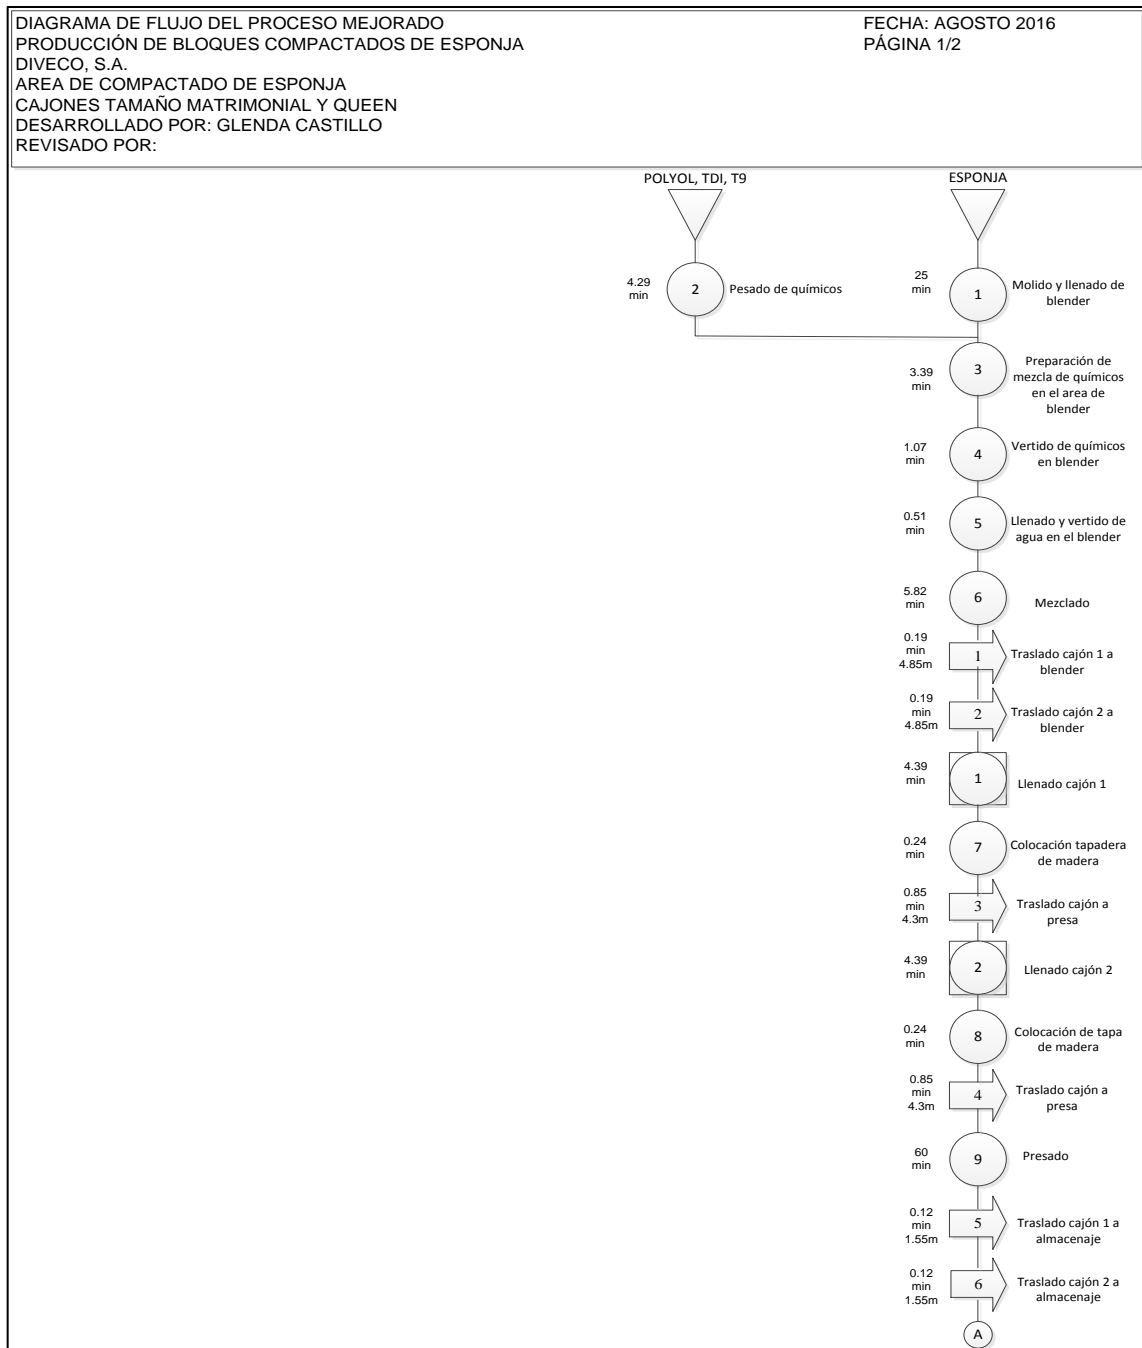 DIAGRAMA DE FLUJO DEL PROCESO MEJORADO
FECHA: AGOSTO 2016
PRODUCCIÓN DE BLOQUES COMPACTADOS DE ESPONJA
PÁGINA 1/2
DIVECO, S.A.
AREA DE COMPACTADO DE ESPONJA
CAJONES TAMAÑO MATRIMONIAL Y QUEEN
DESARROLLADO POR: GLENDA CASTILLO
REVISADO POR:
POLYOL, TDI, T9
ESPONJA
4.29
min
2
Pesado de químicos
25
min
1
Molido y llenado de
blender
3.39
min
3
Preparación de
mezcla de químicos
en el area de
blender
1.07
min
4
Vertido de químicos
en blender
0.51
min
5
Llenado y vertido de
agua en el blender
5.82
min
6
Mezclado
0.19
min
4.85m
1
Traslado cajón 1 a
blender
0.19
min
4.85m
2
Traslado cajón 2 a
blender
4.39
min
1
Llenado cajón 1
0.24
min
7
Colocación tapadera
de madera
0.85
min
4.3m
3
Traslado cajón a
presa
4.39
min
2
Llenado cajón 2
0.24
min
8
Colocación de tapa
de madera
0.85
min
4.3m
4
Traslado cajón a
presa
60
min
9
Presado
0.12
min
1.55m
5
Traslado cajón 1 a
almacenaje
0.12
min
1.55m
6
Traslado cajón 2 a
almacenaje
A